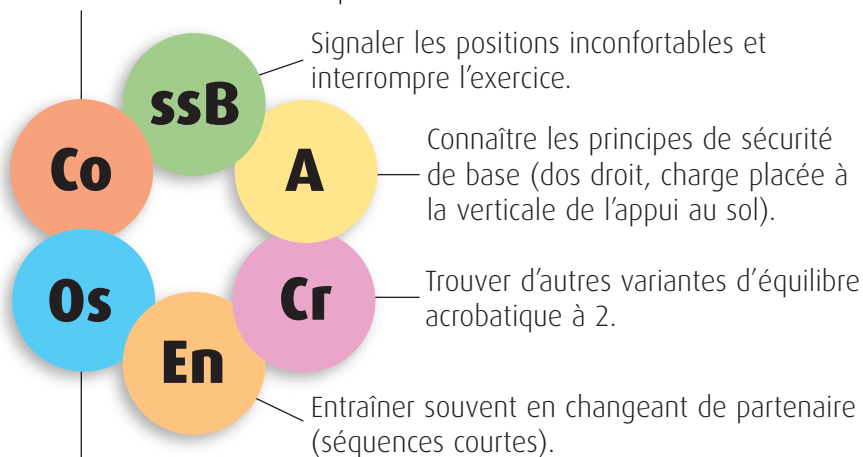 Signaler les positions inconfortables et
interrompre l'exercice.
ssB
Co
A
Connaître les principes de sécurité
de base (dos droit, charge placée à
la verticale de l'appui au sol).
Os
Cr
Trouver d'autres variantes d'équilibre
acrobatique à 2.
En
Entraîner souvent en changeant de partenaire
(séquences courtes).